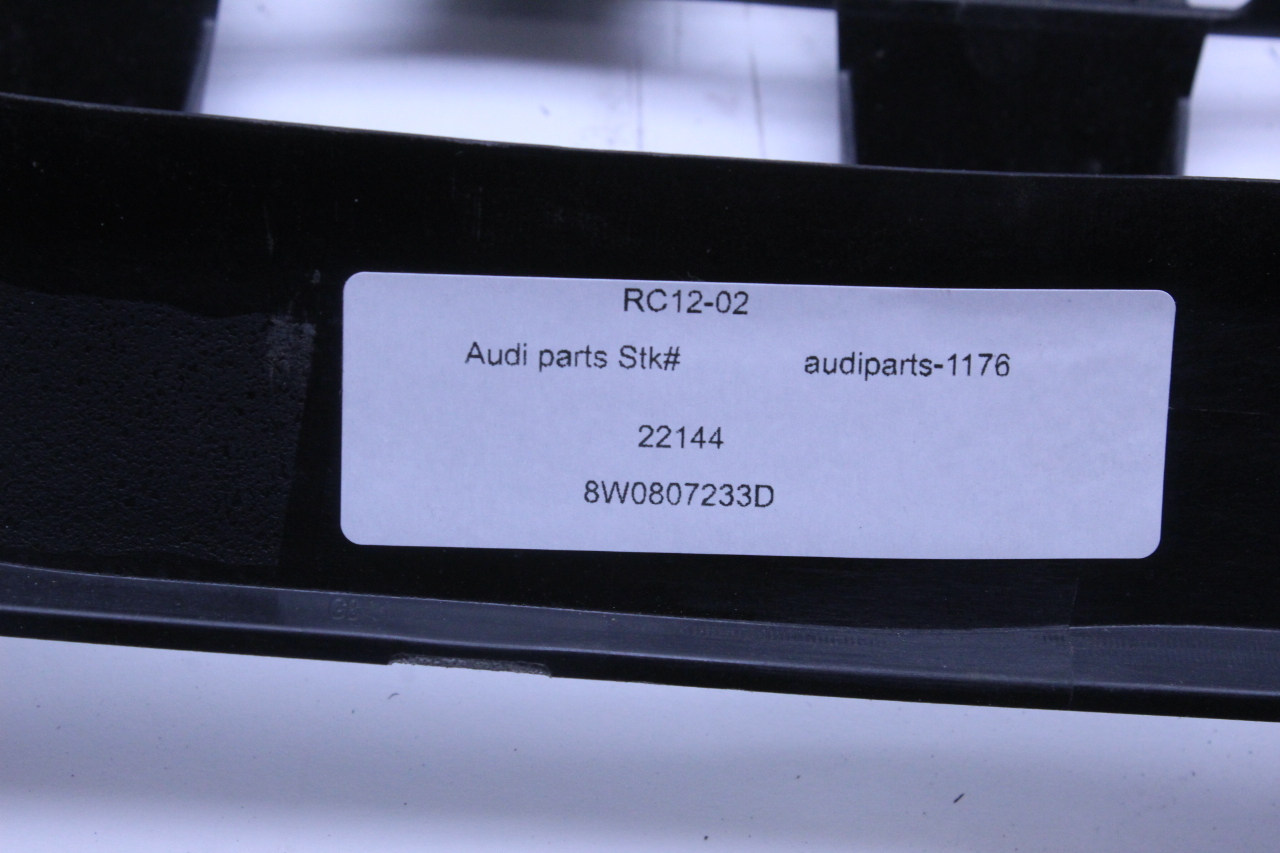 RC12-02
Audi parts Stk# audiparts-1176
22144
8W0807233D